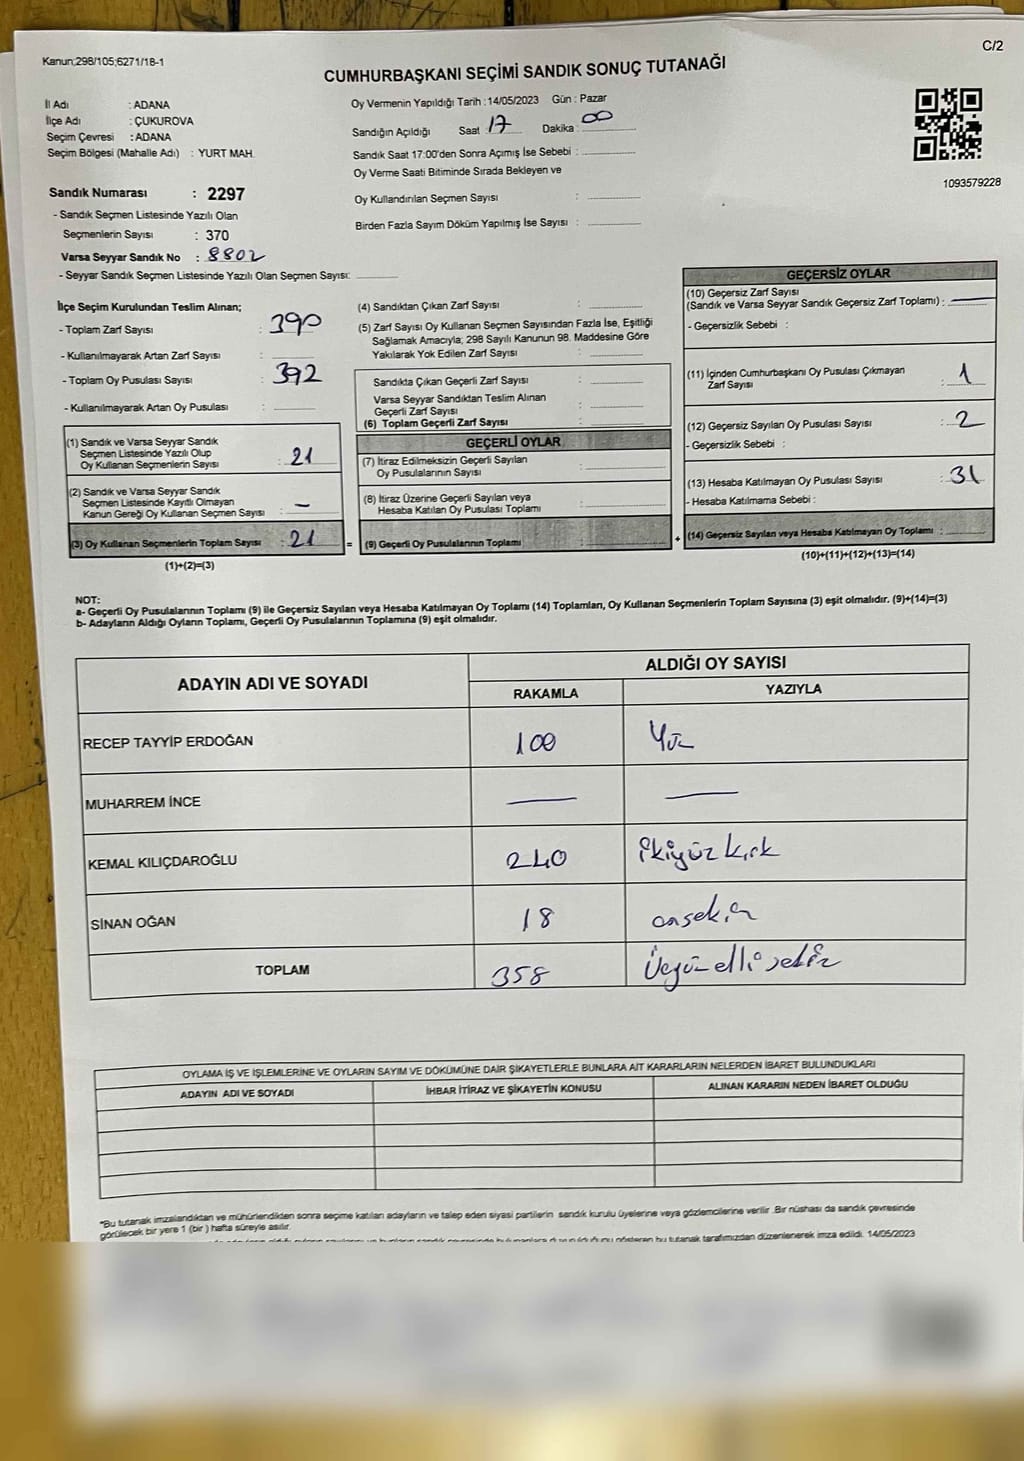 C/2
Kanun;298/105;6271/18-1
CUMHURBAŞKANI SEÇİMİ SANDIK SONUÇ TUTANAĞI
İl Adı : ADANA
İlçe Adı : ÇUKUROVA
Seçim Çevresi : ADANA
Seçim Bölgesi (Mahalle Adı) : YURT MAH.
Sandık Numarası : 2297
- Sandık Seçmen Listesinde Yazılı Olan
Seçmenlerin Sayısı : 370
Varsa Seyyar Sandık No : 8802
- Seyyar Sandık Seçmen Listesinde Yazılı Olan Seçmen Sayısı:
Oy Vermenin Yapıldığı Tarih : 14/05/2023 Gün : Pazar
Sandığın Açıldığı Saat : 17 Dakika : 00
Sandık Saat 17:00'den Sonra Açımış İse Sebebi :
Oy Verme Saati Bitiminde Sırada Bekleyen ve
Oy Kullandırılan Seçmen Sayısı :
Birden Fazla Sayım Döküm Yapılmış İse Sayısı :
1093579228
İlçe Seçim Kurulundan Teslim Alınan;
- Toplam Zarf Sayısı : 390
- Kullanılmayarak Artan Zarf Sayısı :
- Toplam Oy Pusulası Sayısı : 392
- Kullanılmayarak Artan Oy Pusulası :
(1) Sandık ve Varsa Seyyar Sandık
Seçmen Listesinde Yazılı Olup
Oy Kullanan Seçmenlerin Sayısı : 21
(2) Sandık ve Varsa Seyyar Sandık
Seçmen Listesinde Kayıtlı Olmayan
Kanun Gereği Oy Kullanan Seçmen Sayısı : –
(3) Oy Kullanan Seçmenlerin Toplam Sayısı : 21 =
(1)+(2)=(3)
(4) Sandıktan Çıkan Zarf Sayısı :
(5) Zarf Sayısı Oy Kullanan Seçmen Sayısından Fazla İse, Eşitliği
Sağlamak Amacıyla; 298 Sayılı Kanunun 98. Maddesine Göre
Yakılarak Yok Edilen Zarf Sayısı :
Sandıkta Çıkan Geçerli Zarf Sayısı :
Varsa Seyyar Sandıktan Teslim Alınan
Geçerli Zarf Sayısı :
(6) Toplam Geçerli Zarf Sayısı :
GEÇERLİ OYLAR
(7) İtiraz Edilmeksizin Geçerli Sayılan
Oy Pusulalarının Sayısı :
(8) İtiraz Üzerine Geçerli Sayılan veya
Hesaba Katılan Oy Pusulası Toplamı :
(9) Geçerli Oy Pusulalarının Toplamı : +
GEÇERSİZ OYLAR
(10) Geçersiz Zarf Sayısı
(Sandık ve Varsa Seyyar Sandık Geçersiz Zarf Toplamı) : —
- Geçersizlik Sebebi :
(11) İçinden Cumhurbaşkanı Oy Pusulası Çıkmayan
Zarf Sayısı : 1
(12) Geçersiz Sayılan Oy Pusulası Sayısı : 2
- Geçersizlik Sebebi :
(13) Hesaba Katılmayan Oy Pusulası Sayısı : 31
- Hesaba Katılmama Sebebi :
(14) Geçersiz Sayılan veya Hesaba Katılmayan Oy Toplamı :
(10)+(11)+(12)+(13)=(14)
NOT:
a- Geçerli Oy Pusulalarının Toplamı (9) ile Geçersiz Sayılan veya Hesaba Katılmayan Oy Toplamı (14) Toplamları, Oy Kullanan Seçmenlerin Toplam Sayısına (3) eşit olmalıdır. (9)+(14)=(3)
b- Adayların Aldığı Oyların Toplamı, Geçerli Oy Pusulalarının Toplamına (9) eşit olmalıdır.
ADAYIN ADI VE SOYADI ALDIĞI OY SAYISI
RAKAMLA YAZIYLA
RECEP TAYYİP ERDOĞAN 100 Yüz
MUHARREM İNCE — —
KEMAL KILIÇDAROĞLU 240 ikiyüz kırk
SİNAN OĞAN 18 onsekiz
TOPLAM 358 Üçyüz elli sekiz
OYLAMA İŞ VE İŞLEMLERİNE VE OYLARIN SAYIM VE DÖKÜMÜNE DAİR ŞİKAYETLERLE BUNLARA AİT KARARLARIN NELERDEN İBARET BULUNDUKLARI
ADAYIN ADI VE SOYADI İHBAR İTİRAZ VE ŞİKAYETİN KONUSU ALINAN KARARIN NEDEN İBARET OLDUĞU
*Bu tutanak imzalandıktan ve mühürlendikten sonra seçime katılan adayların ve talep eden siyasi partilerin sandık kurulu üyelerine veya gözlemcilerine verilir .Bir nüshası da sandık çevresinde
görülecek bir yere 1 (bir ) hafta süreyle asılır.
bu tutanak tarafımızdan düzenlenerek imza edildi. 14/05/2023